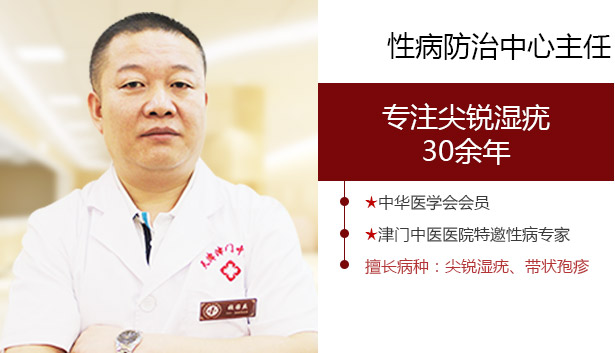 性病防治中心主任
专注尖锐湿疣
30余年
★中华医学会会员
★津门中医医院特邀性病专家
擅长病种：尖锐湿疣、带状孢疹